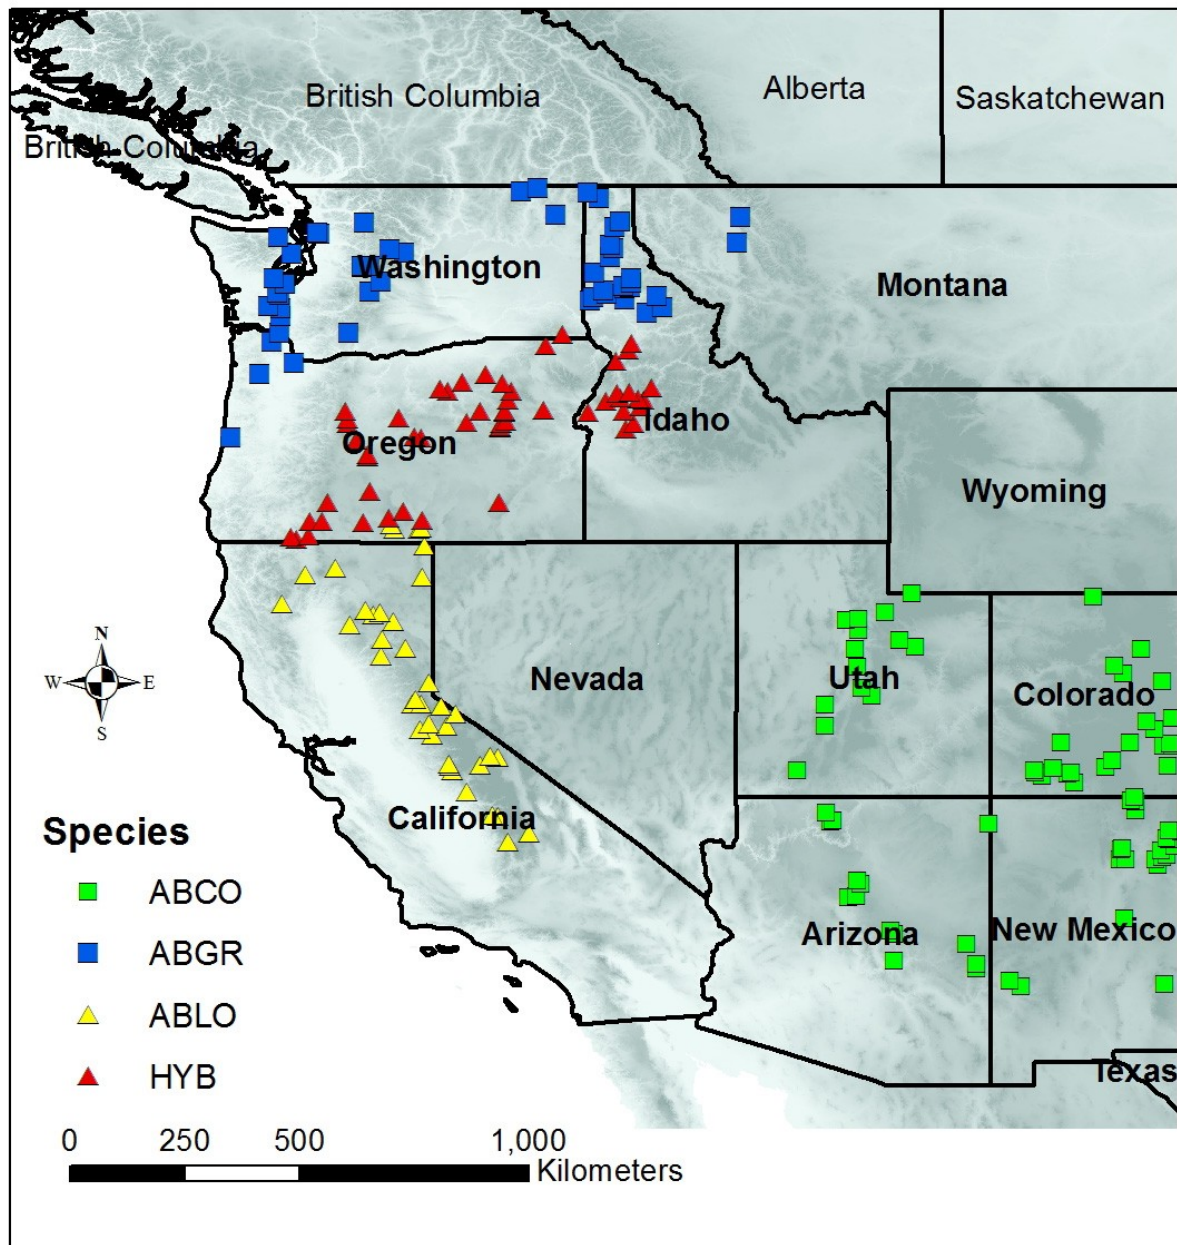 British Columbia
Alberta
Saskatchewan
British Columbia
Washington
Montana
Oregon
Idaho
Wyoming
Nevada
Utah
Colorado
N
W
E
S
California
Arizona
New Mexico
Texas
Species
ABCO
ABGR
ABLO
HYB
0 250 500 1,000
Kilometers